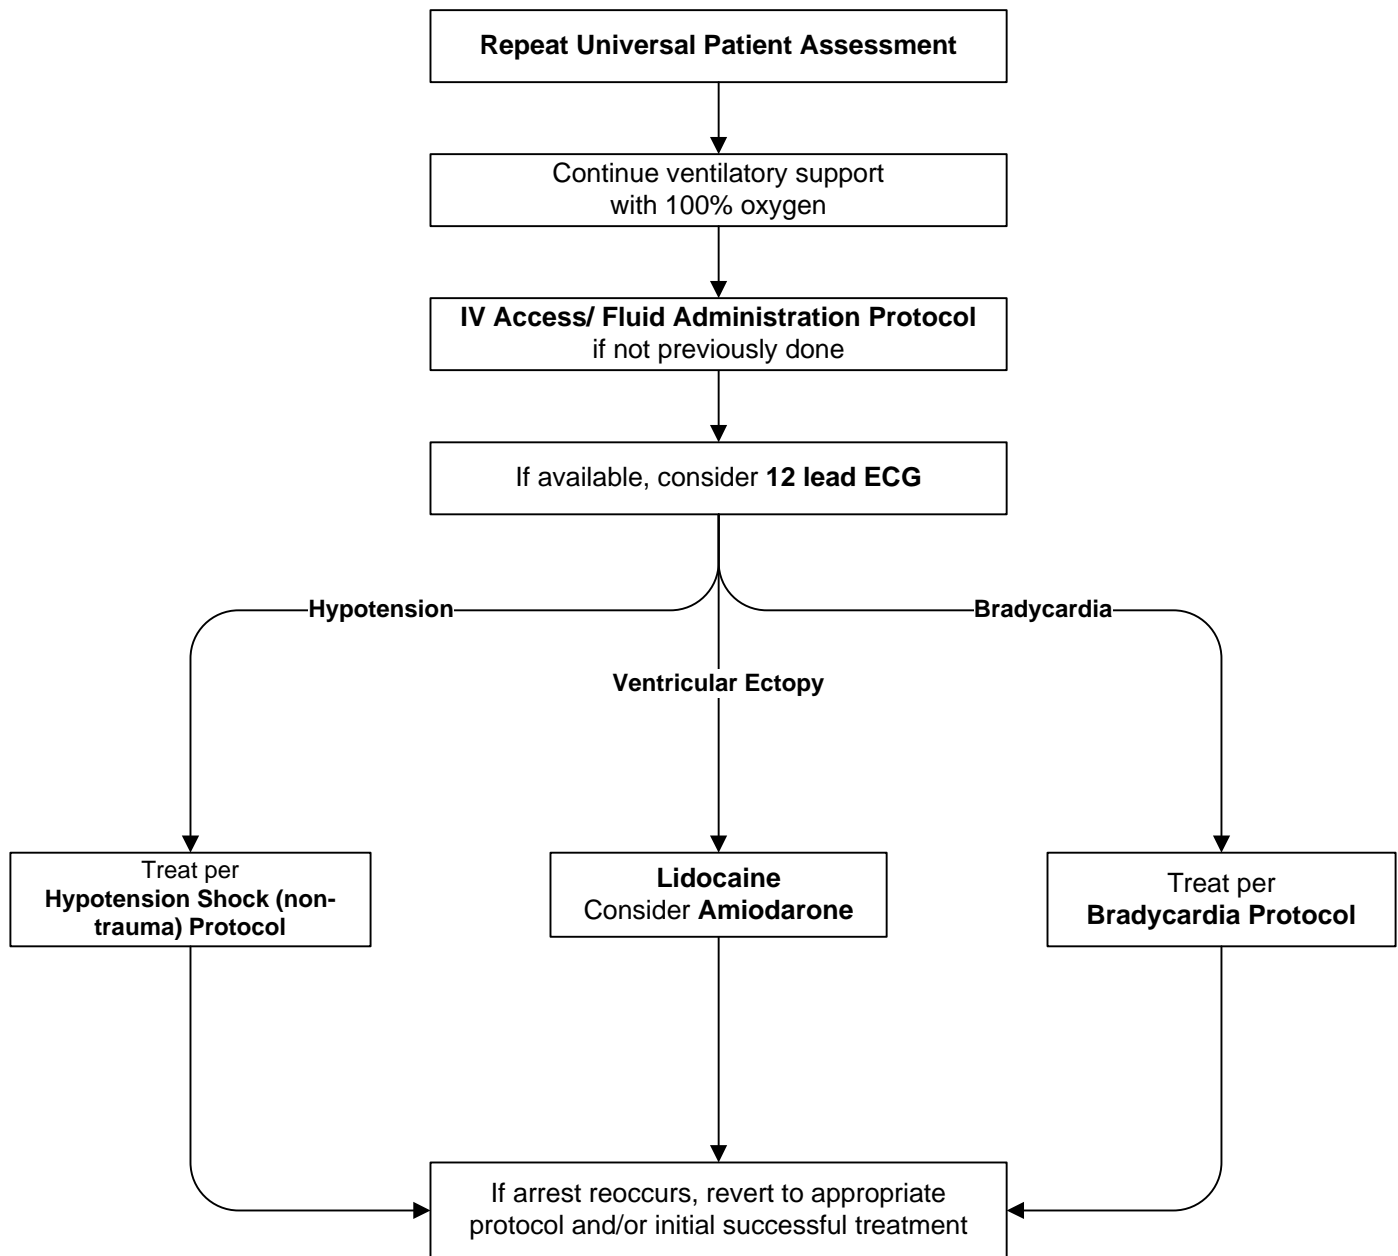 Repeat Universal Patient Assessment
Continue ventilatory support
with 100% oxygen
IV Access/ Fluid Administration Protocol
if not previously done
If available, consider 12 lead ECG
Hypotension
Bradycardia
Ventricular Ectopy
Treat per
Hypotension Shock (non-
trauma) Protocol
Lidocaine
Consider Amiodarone
Treat per
Bradycardia Protocol
If arrest reoccurs, revert to appropriate
protocol and/or initial successful treatment